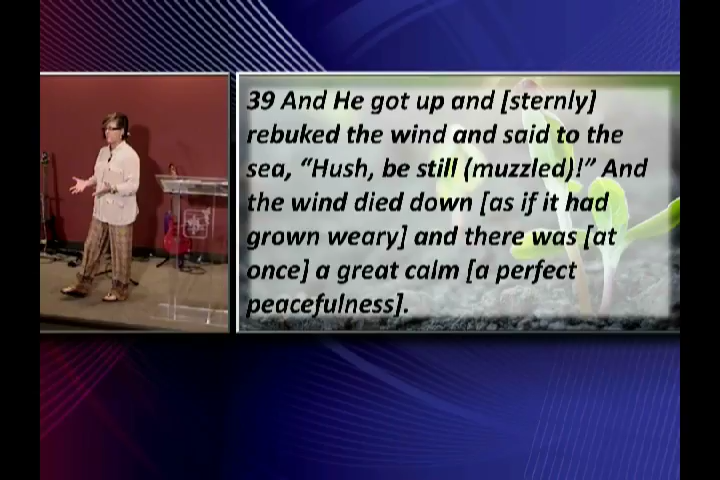 39 And He got up and [sternly]
rebuked the wind and said to the
sea, “Hush, be still (muzzled)!” And
the wind died down [as if it had
grown weary] and there was [at
once] a great calm [a perfect
peacefulness].